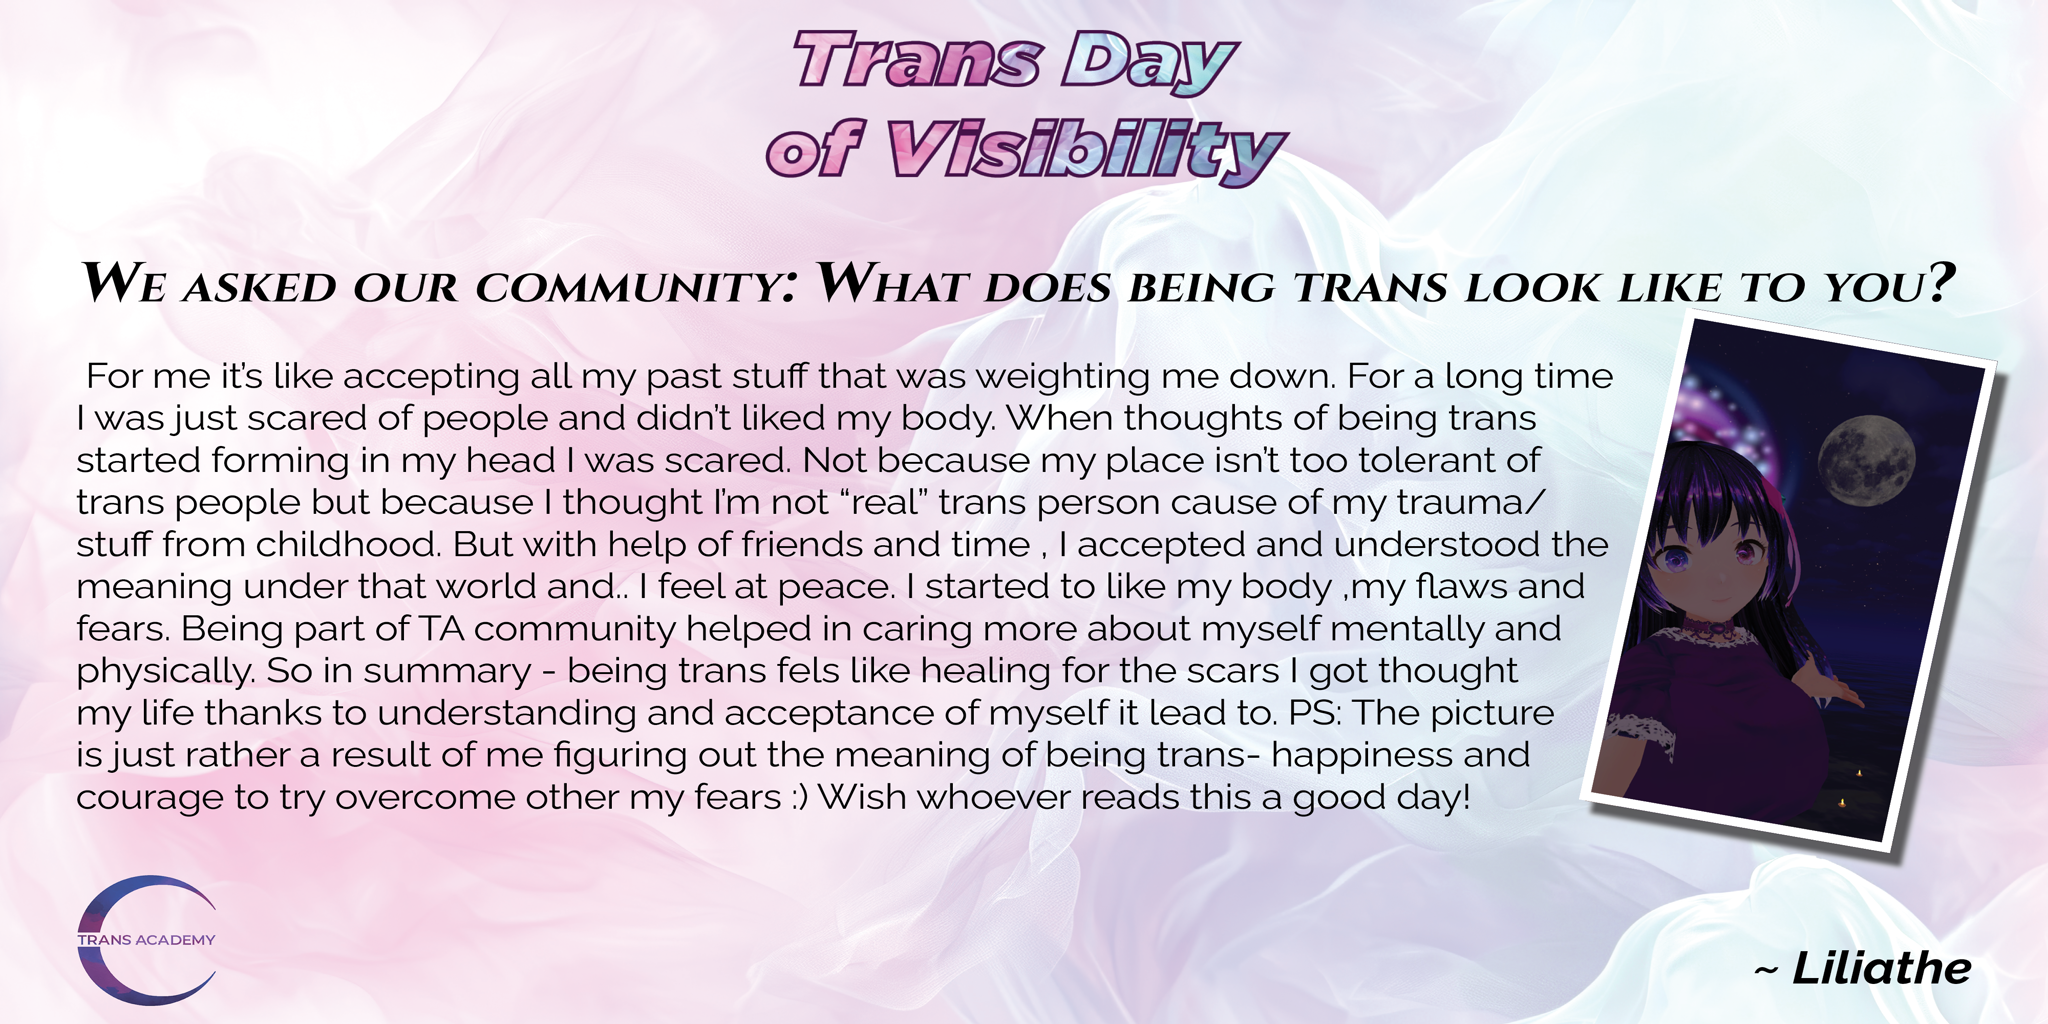 Trans Day
of Visibility
We asked our community: What does being trans look like to you?
For me it's like accepting all my past stuff that was weighting me down. For a long time
I was just scared of people and didn't liked my body. When thoughts of being trans
started forming in my head I was scared. Not because my place isn't too tolerant of
trans people but because I thought I'm not “real” trans person cause of my trauma/
stuff from childhood. But with help of friends and time , I accepted and understood the
meaning under that world and.. I feel at peace. I started to like my body ,my flaws and
fears. Being part of TA community helped in caring more about myself mentally and
physically. So in summary - being trans fels like healing for the scars I got thought
my life thanks to understanding and acceptance of myself it lead to. PS: The picture
is just rather a result of me figuring out the meaning of being trans- happiness and
courage to try overcome other my fears :) Wish whoever reads this a good day!
TRANS ACADEMY
~ Liliathe